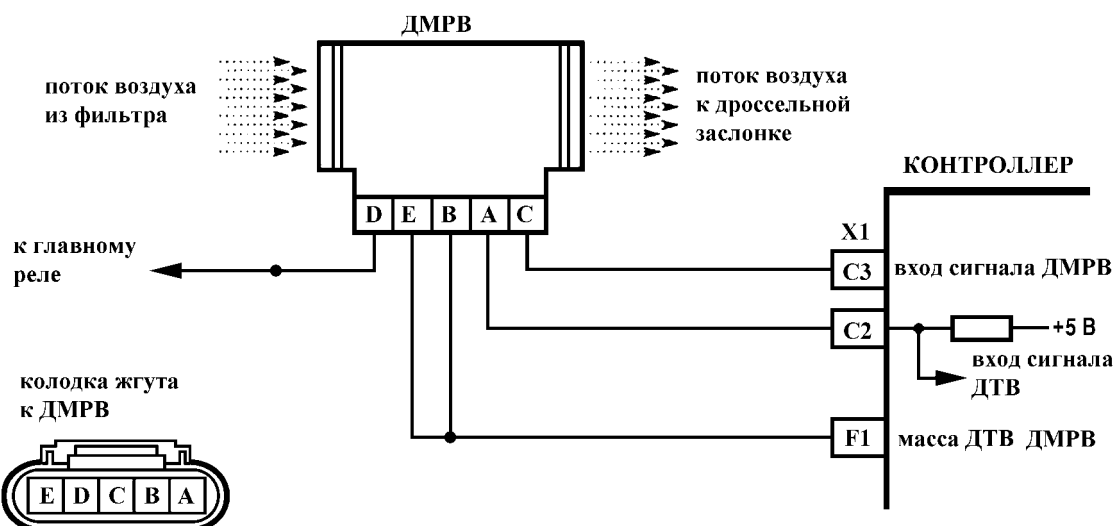 ДМРВ
поток воздуха
из фильтра
поток воздуха
к дроссельной
заслонке
КОНТРОЛЛЕР
D E B A C
к главному
реле
X1
C3 вход сигнала ДМРВ
C2 +5 В
вход сигнала
ДТВ
колодка жгута
к ДМРВ
F1 масса ДТВ ДМРВ
E D C B A